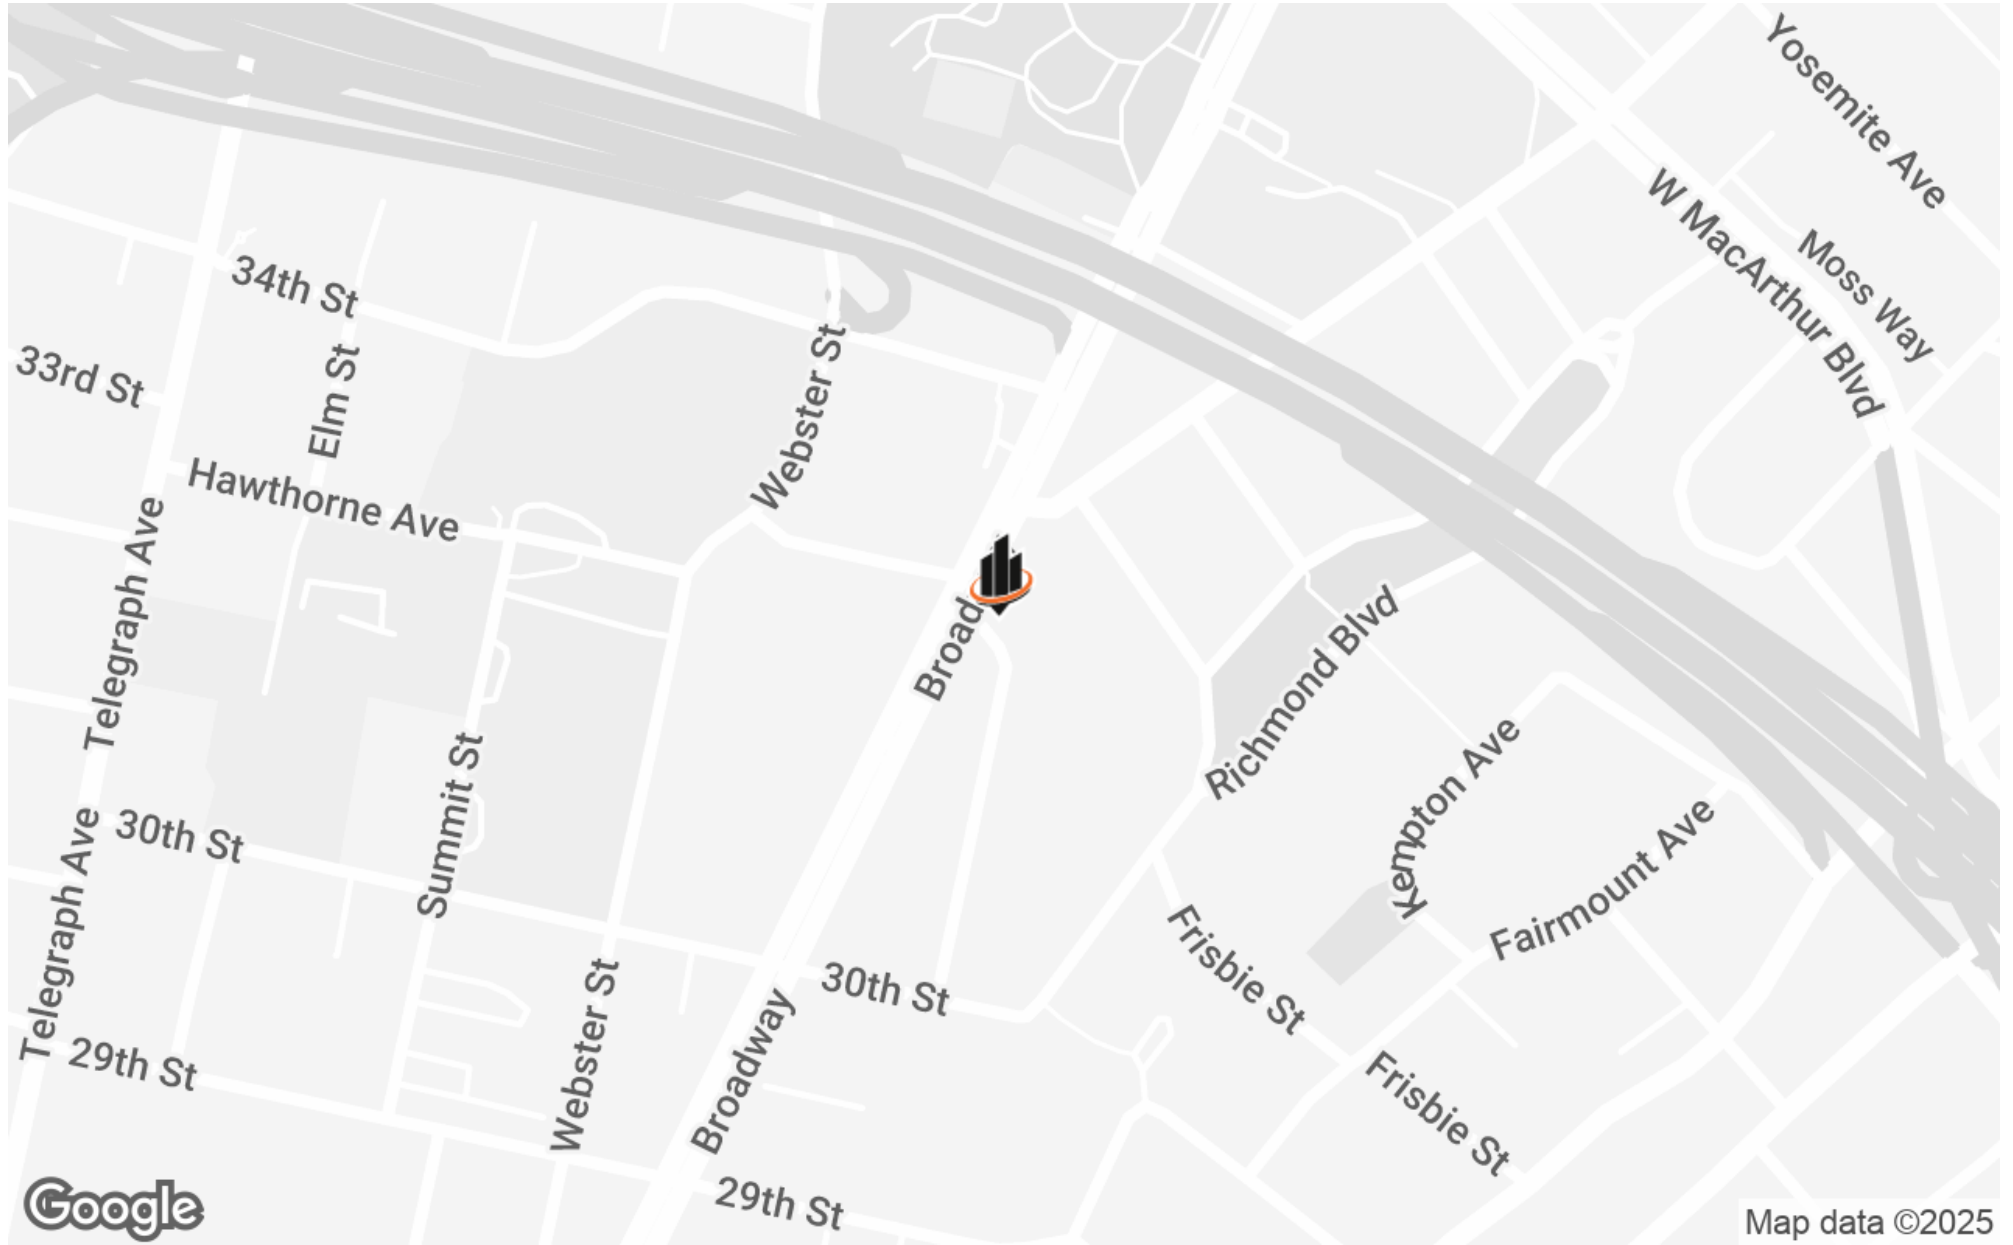 Yosemite Ave
W MacArthur Blvd
Moss Way
34th St
33rd St
Elm St
Webster St
Hawthorne Ave
Telegraph Ave
Broad
Richmond Blvd
Kempton Ave
Summit St
30th St
Telegraph Ave
Fairmount Ave
Frisbie St
30th St
Webster St
Broadway
29th St
Frisbie St
29th St
Google
Map data ©2025